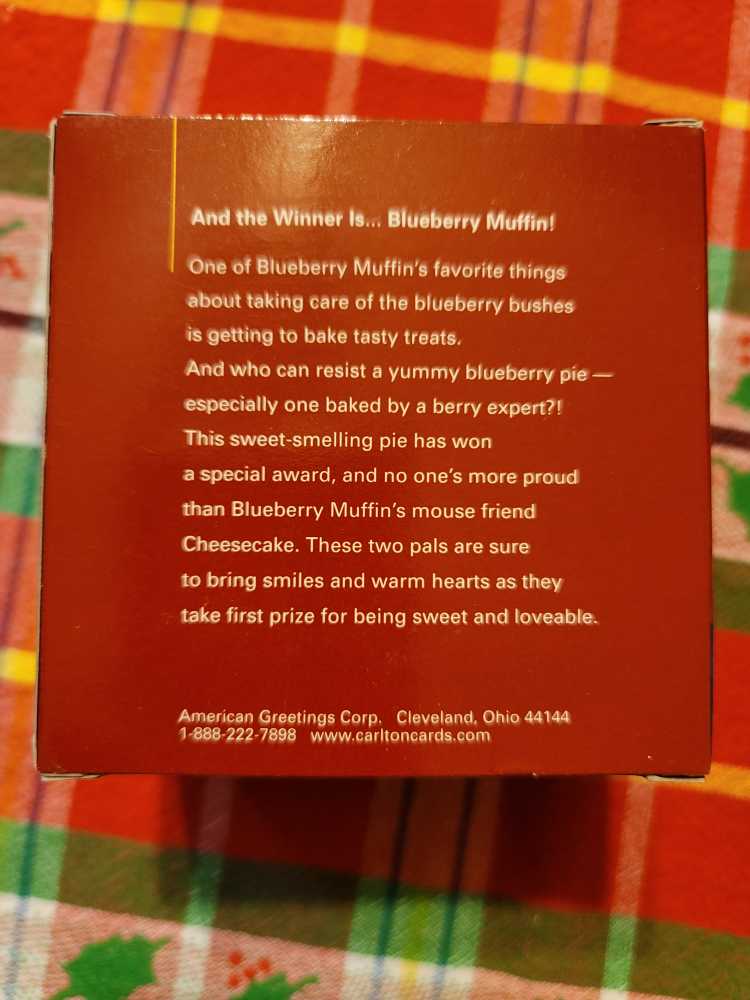 And the Winner Is... Blueberry Muffin!
One of Blueberry Muffin's favorite things
about taking care of the blueberry bushes
is getting to bake tasty treats.
And who can resist a yummy blueberry pie —
especially one baked by a berry expert?!
This sweet-smelling pie has won
a special award, and no one's more proud
than Blueberry Muffin's mouse friend
Cheesecake. These two pals are sure
to bring smiles and warm hearts as they
take first prize for being sweet and loveable.
American Greetings Corp. Cleveland, Ohio 44144
1-888-222-7898 www.carltoncards.com